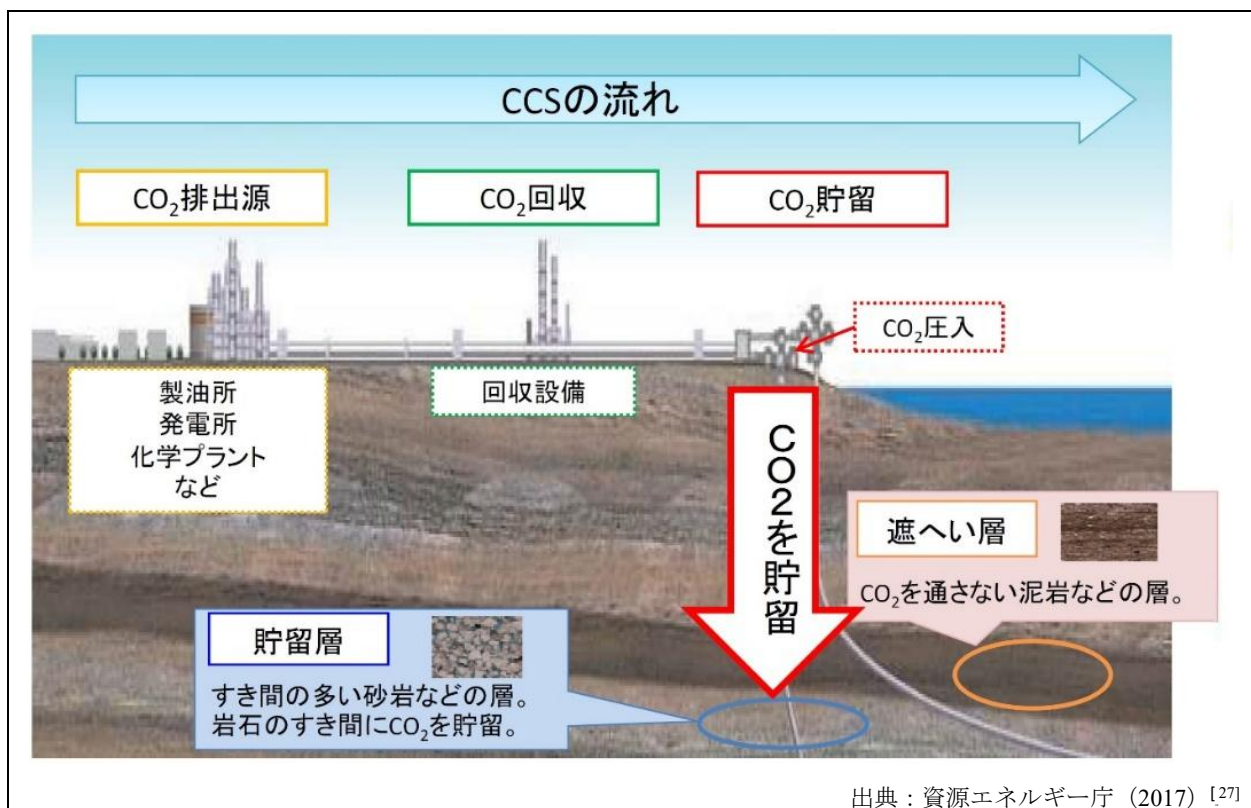 CCSの流れ
CO₂排出源
CO₂回収
CO₂貯留
CO₂圧入
製油所
発電所
化学プラント
など
回収設備
CO2を貯留
遮へい層
CO₂を通さない泥岩などの層。
貯留層
すき間の多い砂岩などの層。
岩石のすき間にCO₂を貯留。
出典：資源エネルギー庁（2017）[27]